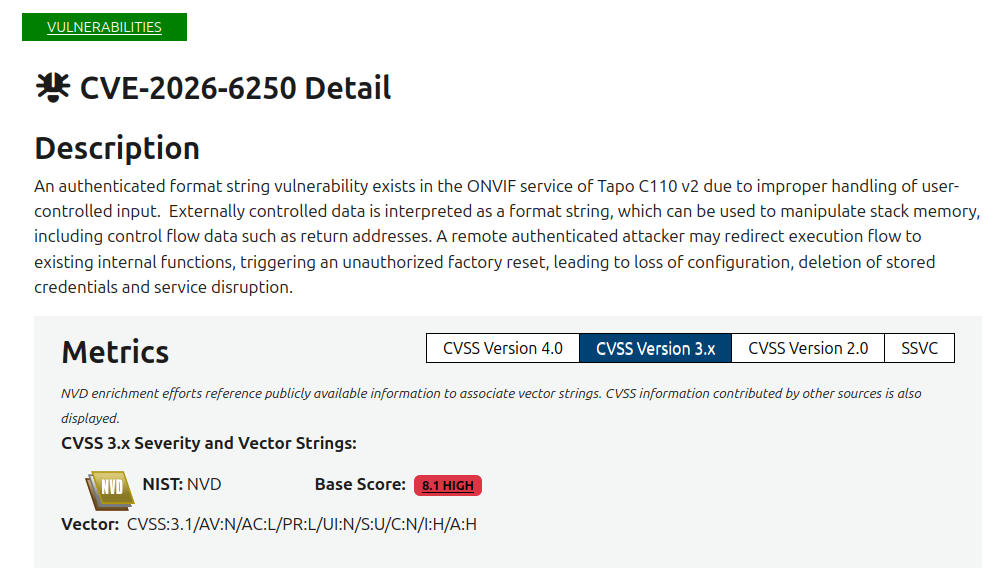 VULNERABILITIES
CVE-2026-6250 Detail
Description
An authenticated format string vulnerability exists in the ONVIF service of Tapo C110 v2 due to improper handling of user-
controlled input.  Externally controlled data is interpreted as a format string, which can be used to manipulate stack memory,
including control flow data such as return addresses. A remote authenticated attacker may redirect execution flow to
existing internal functions, triggering an unauthorized factory reset, leading to loss of configuration, deletion of stored
credentials and service disruption.
Metrics
CVSS Version 4.0 CVSS Version 3.x CVSS Version 2.0 SSVC
NVD enrichment efforts reference publicly available information to associate vector strings. CVSS information contributed by other sources is also
displayed.
CVSS 3.x Severity and Vector Strings:
NVD NIST: NVD Base Score: 8.1 HIGH
Vector: CVSS:3.1/AV:N/AC:L/PR:L/UI:N/S:U/C:N/I:H/A:H